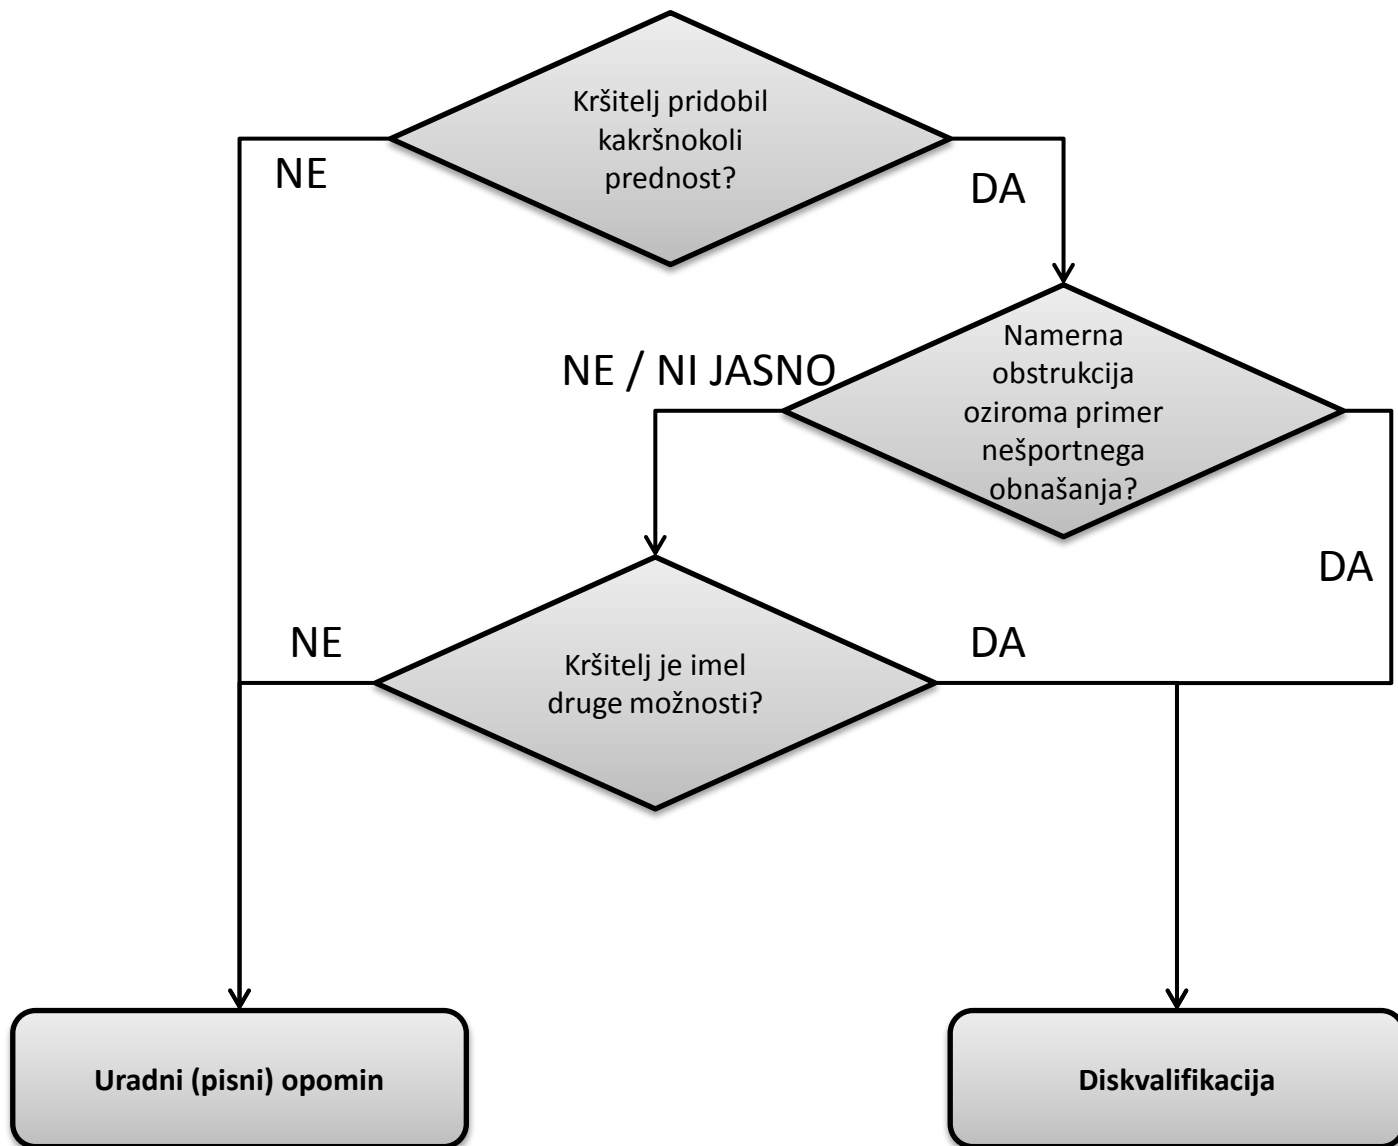 Kršitelj pridobil
kakršnokoli
prednost?
NE
DA
Namerna
obstrukcija
oziroma primer
nešportnega
obnašanja?
NE / NI JASNO
DA
Kršitelj je imel
druge možnosti?
NE
DA
Uradni (pisni) opomin
Diskvalifikacija